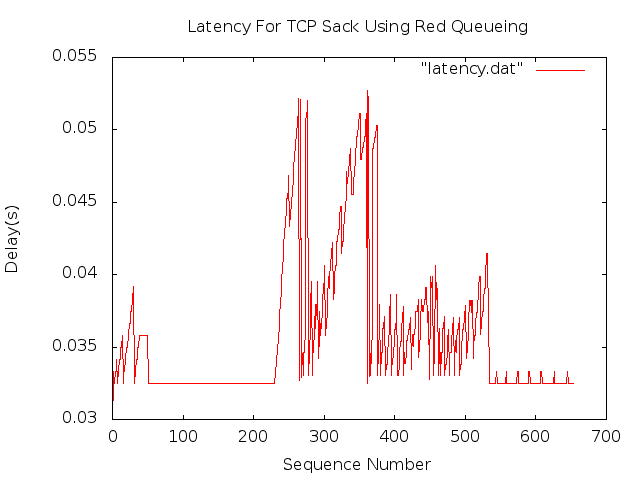 Latency For TCP Sack Using Red Queueing
"latency.dat"
0.055
0.05
0.045
0.04
0.035
0.03
Delay(s)
0 100 200 300 400 500 600 700
Sequence Number